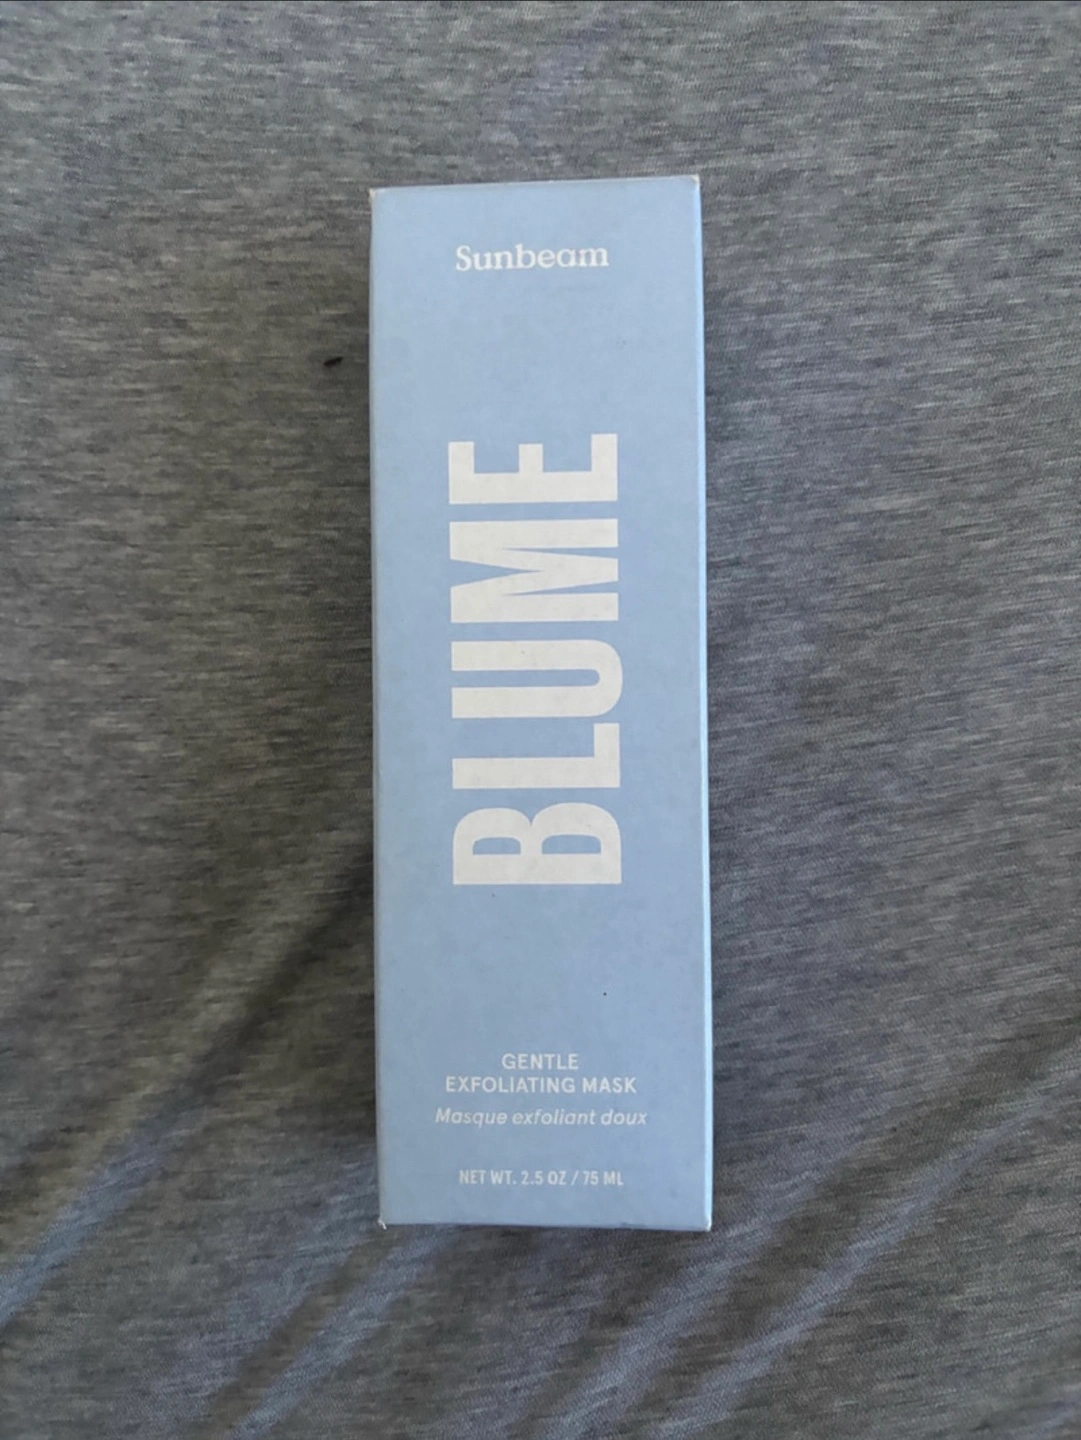 Sunbeam
BLUME
GENTLE
EXFOLIATING MASK
Masque exfoliant doux
NET WT. 2.5 OZ / 75 ML